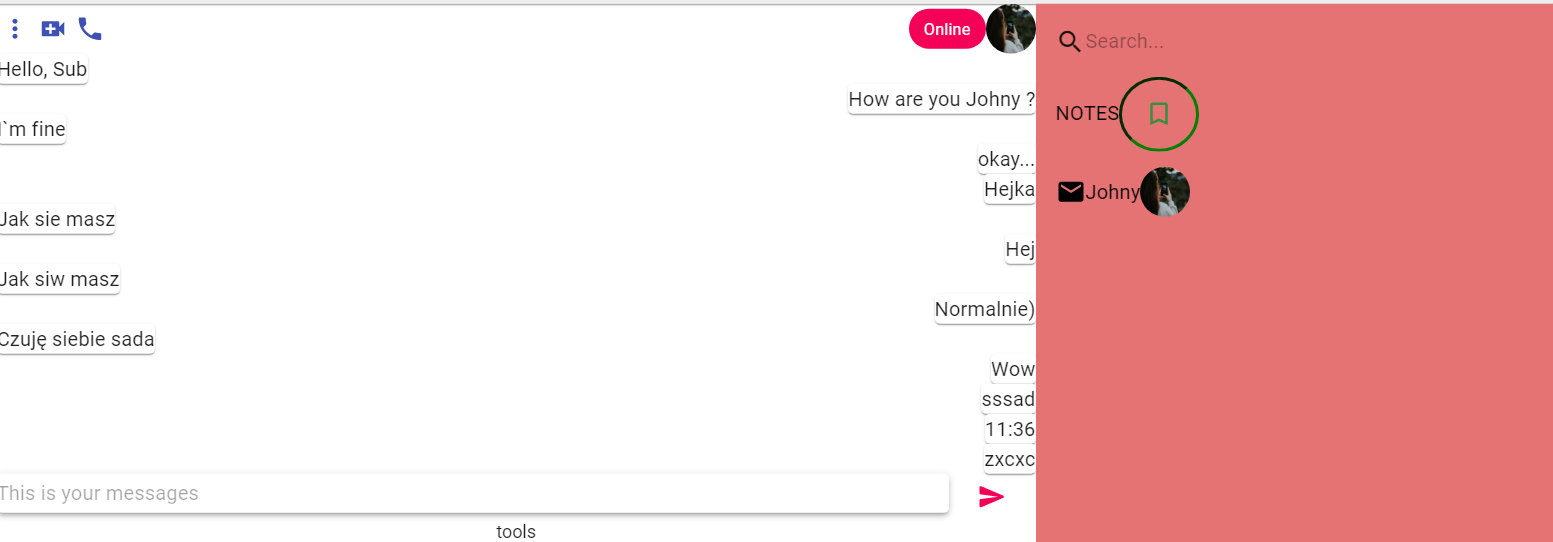 Online
Hello, Sub
How are you Johny ?
I`m fine
okay...
Hejka
Jak sie masz
Hej
Jak siw masz
Normalnie)
Czuję siebie sada
Wow
sssad
11:36
zxcxc
This is your messages
tools
Search...
NOTES
Johny